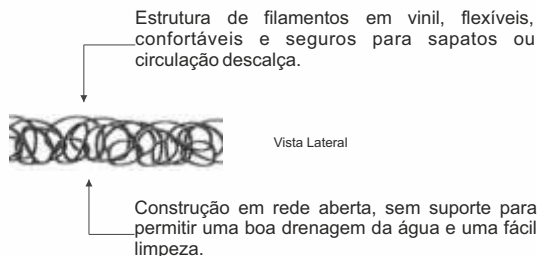 Estrutura de filamentos em vinil, flexíveis,
confortáveis e seguros para sapatos ou
circulação descalça.
Vista Lateral
Construção em rede aberta, sem suporte para
permitir uma boa drenagem da água e uma fácil
limpeza.